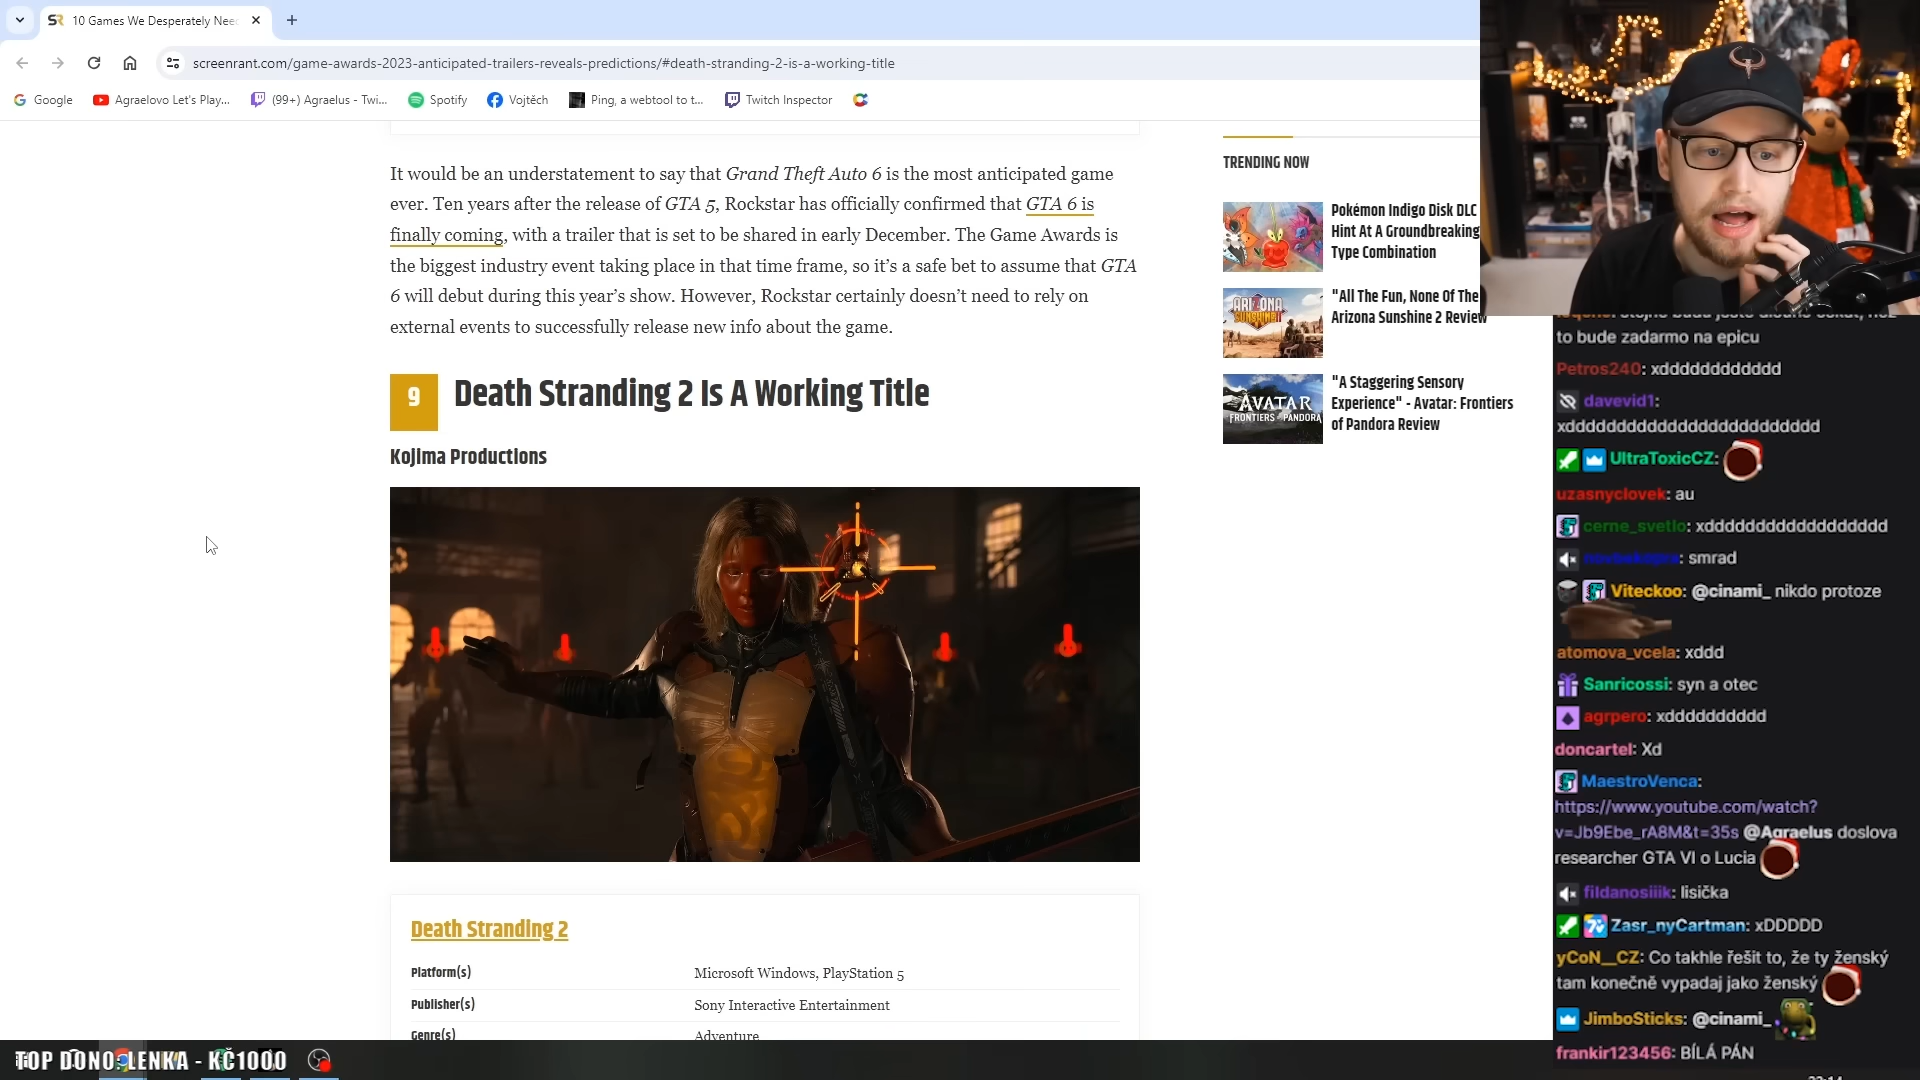 10 Games We Desperately Nee
screenrant.com/game-awards-2023-anticipated-trailers-reveals-predictions/#death-stranding-2-is-a-working-title
Google
Agraelovo Let's Play...
(99+) Agraelus - Twi...
Spotify
Vojtěch
Ping, a webtool to t...
Twitch Inspector
It would be an understatement to say that Grand Theft Auto 6 is the most anticipated game
ever. Ten years after the release of GTA 5, Rockstar has officially confirmed that GTA 6 is
finally coming, with a trailer that is set to be shared in early December. The Game Awards is
the biggest industry event taking place in that time frame, so it's a safe bet to assume that GTA
6 will debut during this year's show. However, Rockstar certainly doesn't need to rely on
external events to successfully release new info about the game.
9
Death Stranding 2 Is A Working Title
Kojima Productions
Death Stranding 2
Platform(s)
Microsoft Windows, PlayStation 5
Publisher(s)
Sony Interactive Entertainment
Genre(s)
Adventure
TRENDING NOW
Pokémon Indigo Disk DLC
Hint At A Groundbreaking
Type Combination
ARIZONA
SUNSHINE
"All The Fun, None Of The
Arizona Sunshine 2 Review
AVATAR
FRONTIERS of PANDORA
"A Staggering Sensory
Experience" - Avatar: Frontiers
of Pandora Review
to bude zadarmo na epicu
Petros240: xdddddddddddd
davevid1:
xdddddddddddddddddddddddddd
UltraToxicCZ:
uzasnyclovek: au
cerne_svetlo: xddddddddddddddddddd
smrad
Viteckoo: @cinami_ nikdo protoze
atomova_vcela: xddd
Sanricossi: syn a otec
agrpero: xdddddddddd
doncartel: Xd
MaestroVenca:
https://www.youtube.com/watch?
v=Jb9Ebe_rA8M&t=35s @Agraelus doslova
researcher GTA VI o Lucia
fildanosiiik: lisička
Zasr_nyCartman: xDDDDD
yCoN__CZ: Co takhle řešit to, že ty ženský
tam konečně vypadaj jako ženský
JimboSticks: @cinami_
frankir123456: BÍLÁ PÁN
TOP DONO: LENKA - KČ1000